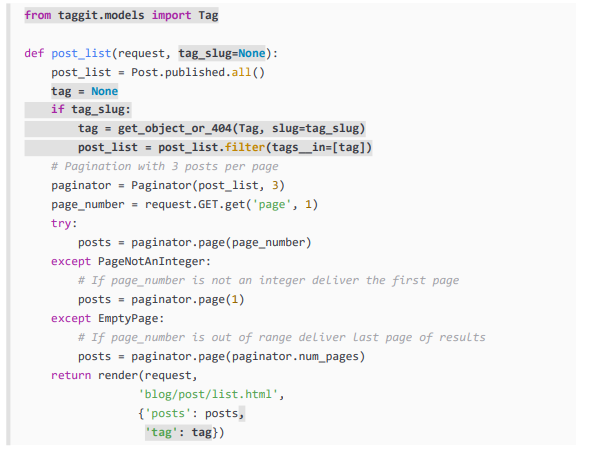 from taggit.models import Tag
def post_list(request, tag_slug=None):
    post_list = Post.published.all()
    tag = None
    if tag_slug:
        tag = get_object_or_404(Tag, slug=tag_slug)
        post_list = post_list.filter(tags__in=[tag])
    # Pagination with 3 posts per page
    paginator = Paginator(post_list, 3)
    page_number = request.GET.get('page', 1)
    try:
        posts = paginator.page(page_number)
    except PageNotAnInteger:
        # If page_number is not an integer deliver the first page
        posts = paginator.page(1)
    except EmptyPage:
        # If page_number is out of range deliver last page of results
        posts = paginator.page(paginator.num_pages)
    return render(request,
                 'blog/post/list.html',
                 {'posts': posts,
                  'tag': tag})